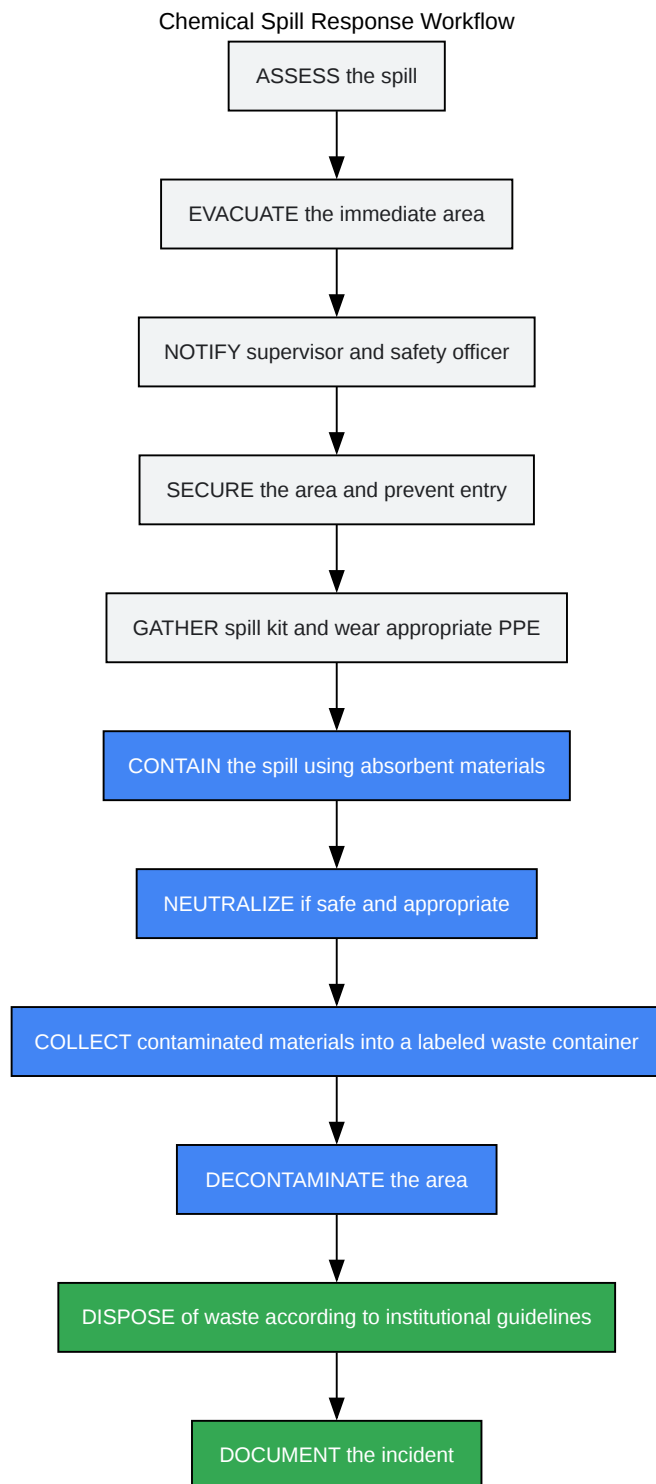 Chemical Spill Response Workflow
ASSESS the spill
EVACUATE the immediate area
NOTIFY supervisor and safety officer
SECURE the area and prevent entry
GATHER spill kit and wear appropriate PPE
CONTAIN the spill using absorbent materials
NEUTRALIZE if safe and appropriate
COLLECT contaminated materials into a labeled waste container
DECONTAMINATE the area
DISPOSE of waste according to institutional guidelines
DOCUMENT the incident